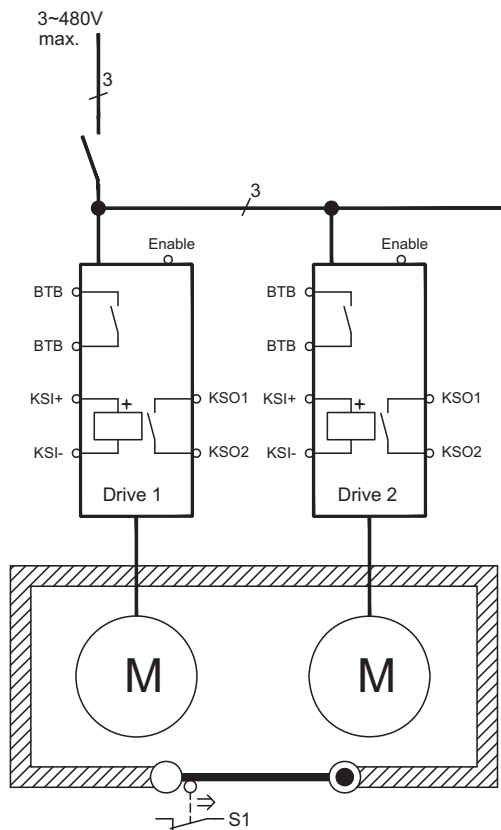 3~480V
max.
3
3
Enable
Enable
BTB
BTB
BTB
BTB
KSI+
KSO1
KSI+
KSO1
KSI-
KSO2
KSI-
KSO2
Drive 1
Drive 2
M
M
S1